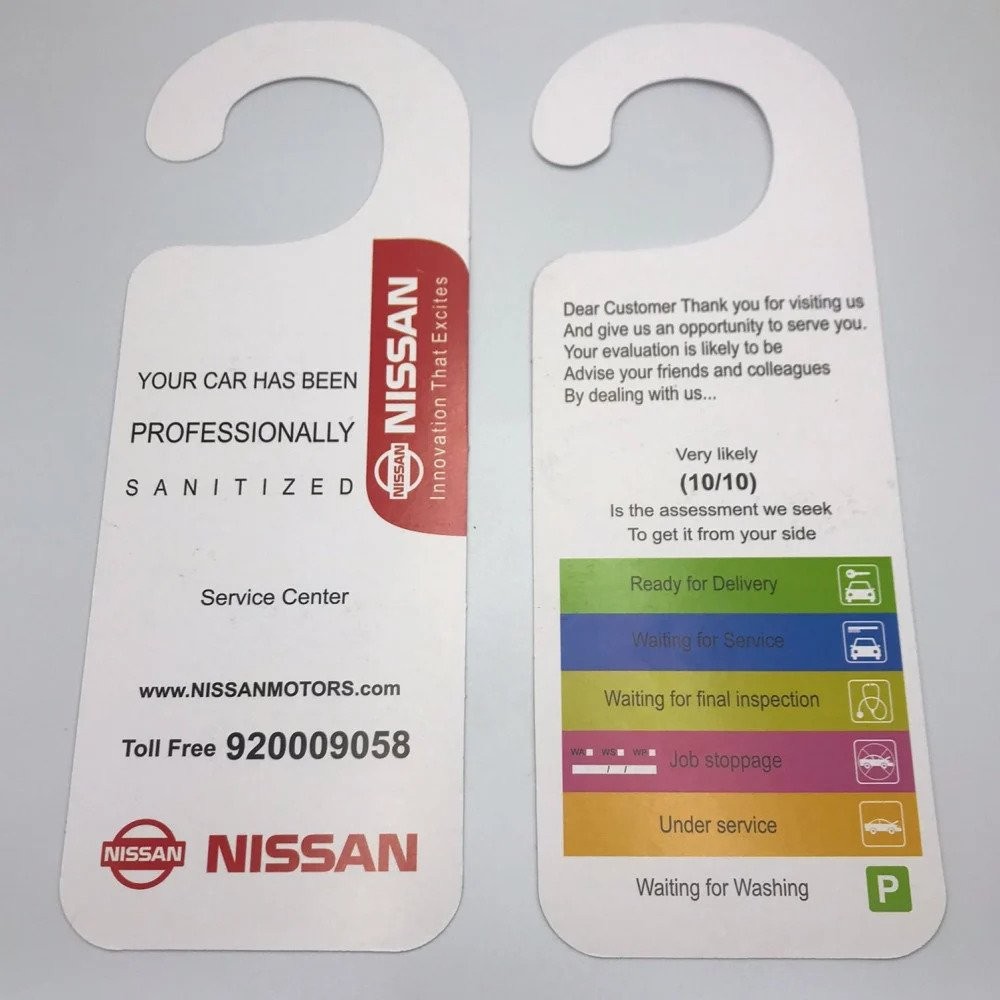 YOUR CAR HAS BEEN
PROFESSIONALLY
SANITIZED
NISSAN NISSAN
Innovation That Excites
Service Center
www.NISSANMOTORS.com
Toll Free 920009058
NISSAN NISSAN
Dear Customer Thank you for visiting us
And give us an opportunity to serve you.
Your evaluation is likely to be
Advise your friends and colleagues
By dealing with us...
Very likely
(10/10)
Is the assessment we seek
To get it from your side
Ready for Delivery
Waiting for Service
Waiting for final inspection
WA WS WP
/ /
Job stoppage
Under service
Waiting for Washing P